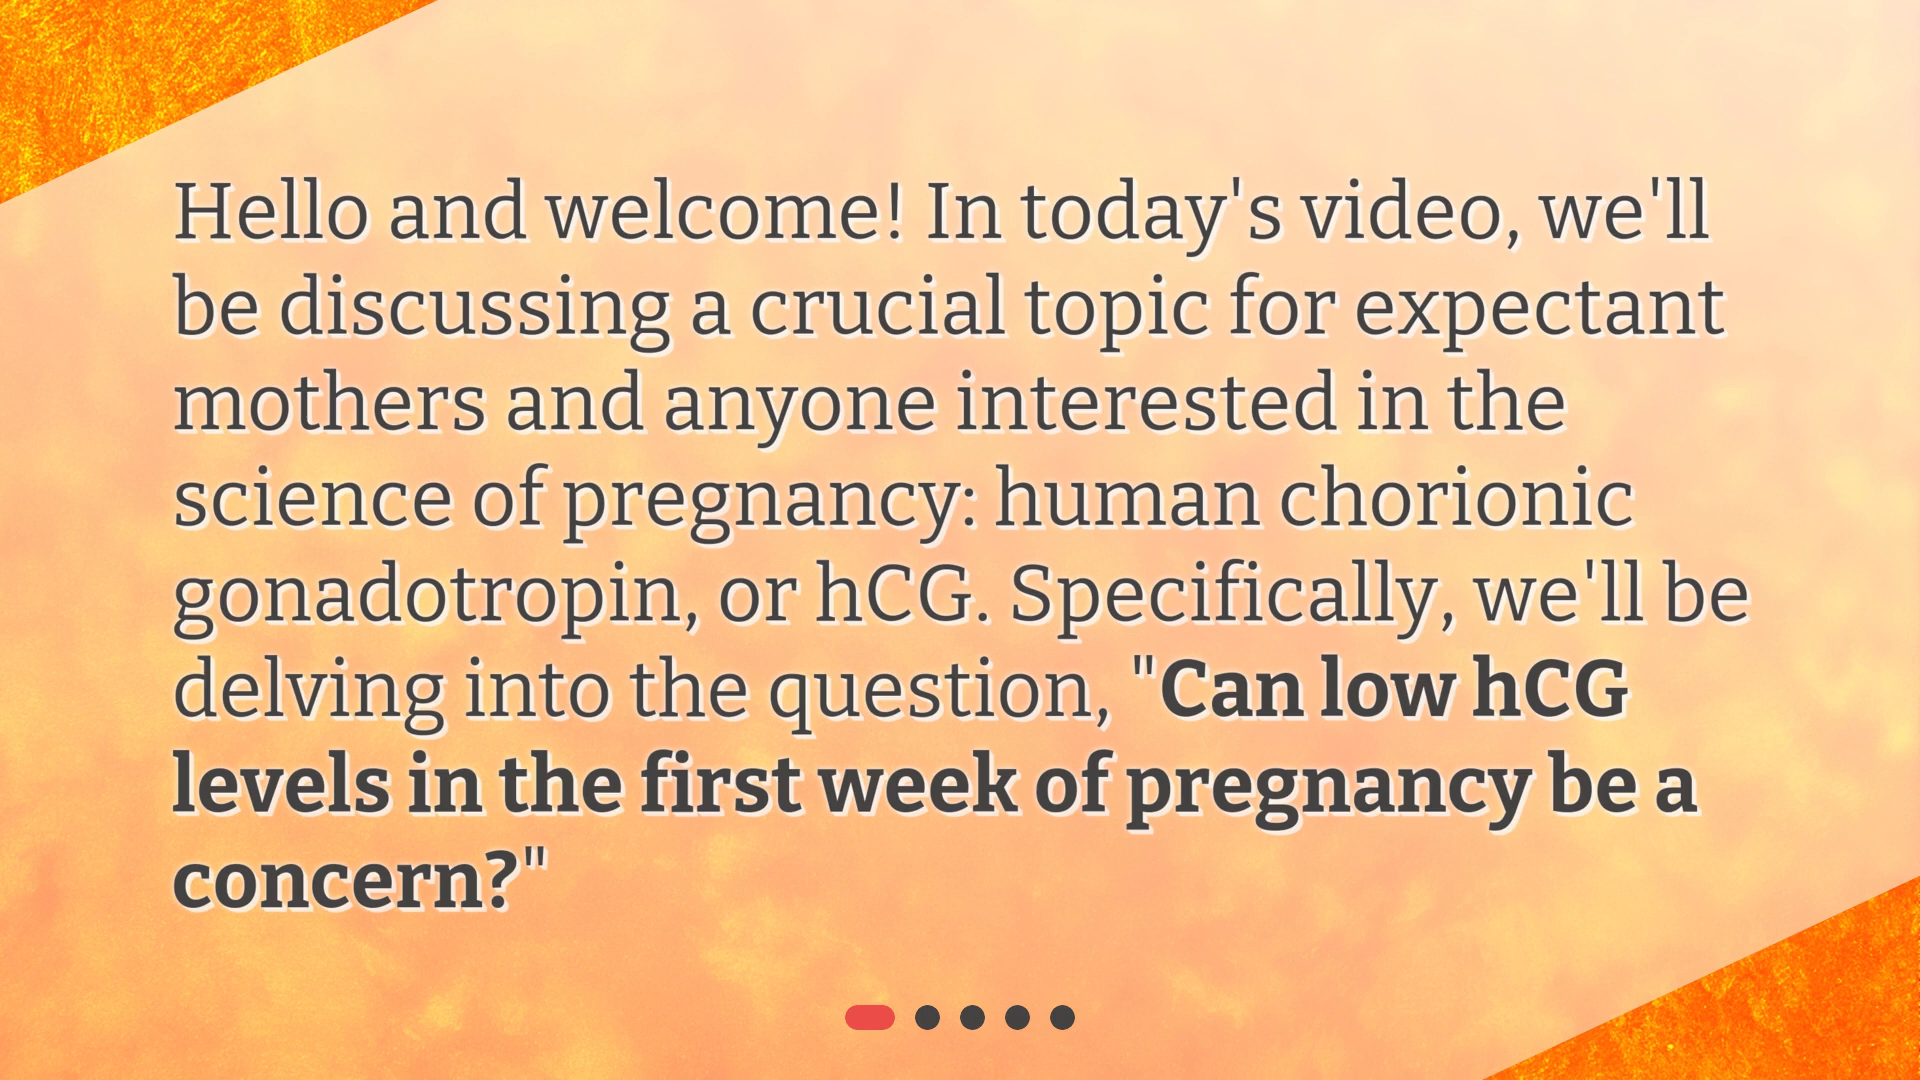 Hello and welcome! In today's video, we'll
be discussing a crucial topic for expectant
mothers and anyone interested in the
science of pregnancy: human chorionic
gonadotropin, or hCG. Specifically, we'll be
delving into the question, "Can low hCG
levels in the first week of pregnancy be a
concern?"